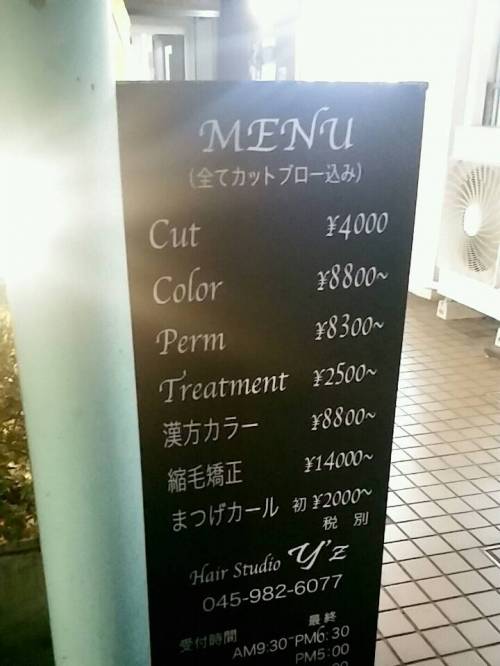 MENU
(全てカットブロー込み)
Cut ¥4000
Color ¥8800~
Perm ¥8300~
Treatment ¥2500~
漢方カラー ¥8800~
縮毛矯正 ¥14000~
まつげカール 初 ¥2000~
税 別
Hair Studio Y'z
045-982-6077
最終
受付時間 AM9:30~PM6:30
PM5:00